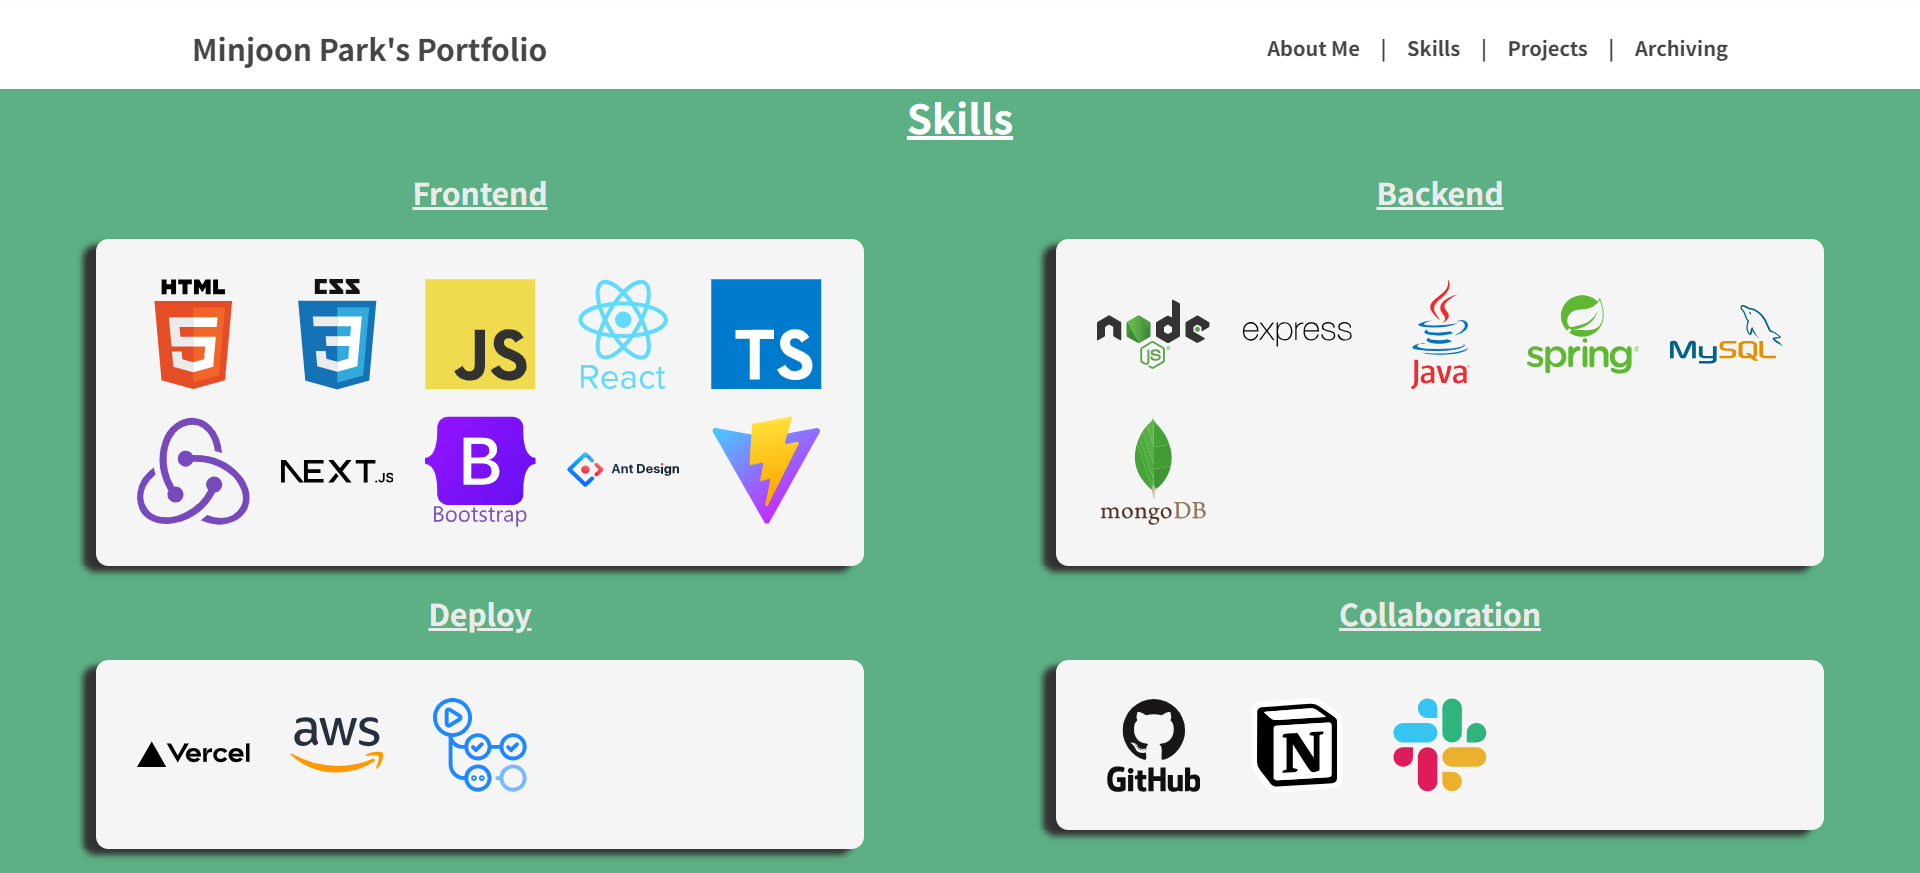 Minjoon Park's Portfolio
About Me | Skills | Projects | Archiving
Skills
Frontend
HTML
5
CSS
3
JS
React
TS
NEXT.JS
B
Bootstrap
Ant Design
Backend
node
JS
express
Java
spring
MySQL
mongoDB
Deploy
Vercel
aws
Collaboration
GitHub
N